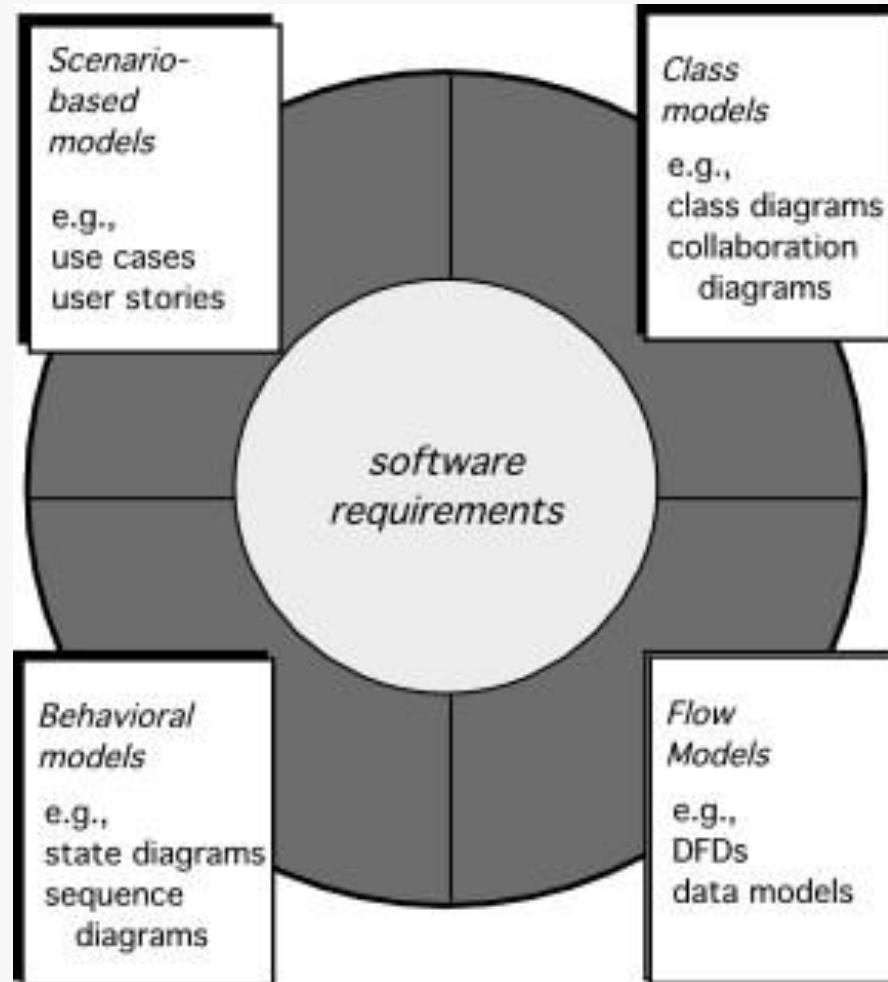 Scenario-
based
models
e.g.,
use cases
user stories
Class
models
e.g.,
class diagrams
collaboration
diagrams
software
requirements
Behavioral
models
e.g.,
state diagrams
sequence
diagrams
Flow
Models
e.g.,
DFDs
data models